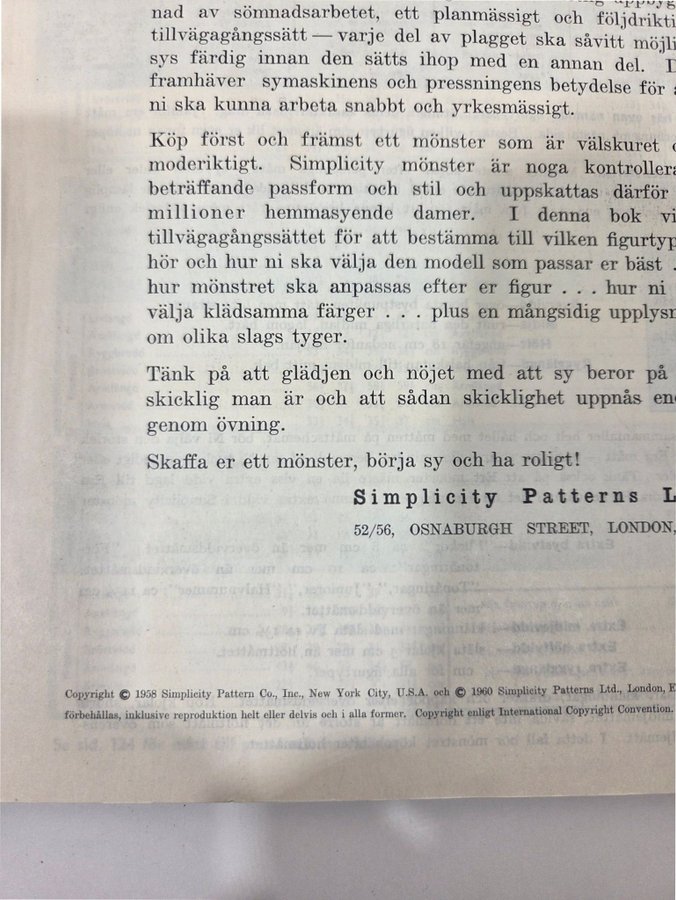 nad av sömnadsarbetet, ett planmässigt och följdrikti
tillvägagångssätt — varje del av plagget ska såvitt möjli
sys färdig innan den sätts ihop med en annan del. D
framhäver symaskinens och pressningens betydelse för a
ni ska kunna arbeta snabbt och yrkesmässigt.
Köp först och främst ett mönster som är välskuret o
moderiktigt. Simplicity mönster är noga kontrollera
beträffande passform och stil och uppskattas därför
millioner hemmasyende damer. I denna bok vi
tillvägagångssättet för att bestämma till vilken figurtyp
hör och hur ni ska välja den modell som passar er bäst .
hur mönstret ska anpassas efter er figur . . . hur ni
välja klädsamma färger . . . plus en mångsidig upplysn
om olika slags tyger.
Tänk på att glädjen och nöjet med att sy beror på
skicklig man är och att sådan skicklighet uppnås end
genom övning.
Skaffa er ett mönster, börja sy och ha roligt!
Simplicity Patterns L
52/56, OSNABURGH STREET, LONDON,
Copyright © 1958 Simplicity Pattern Co., Inc., New York City, U.S.A. och © 1960 Simplicity Patterns Ltd., London, E
förbehållas, inklusive reproduktion helt eller delvis och i alla former. Copyright enligt International Copyright Convention.